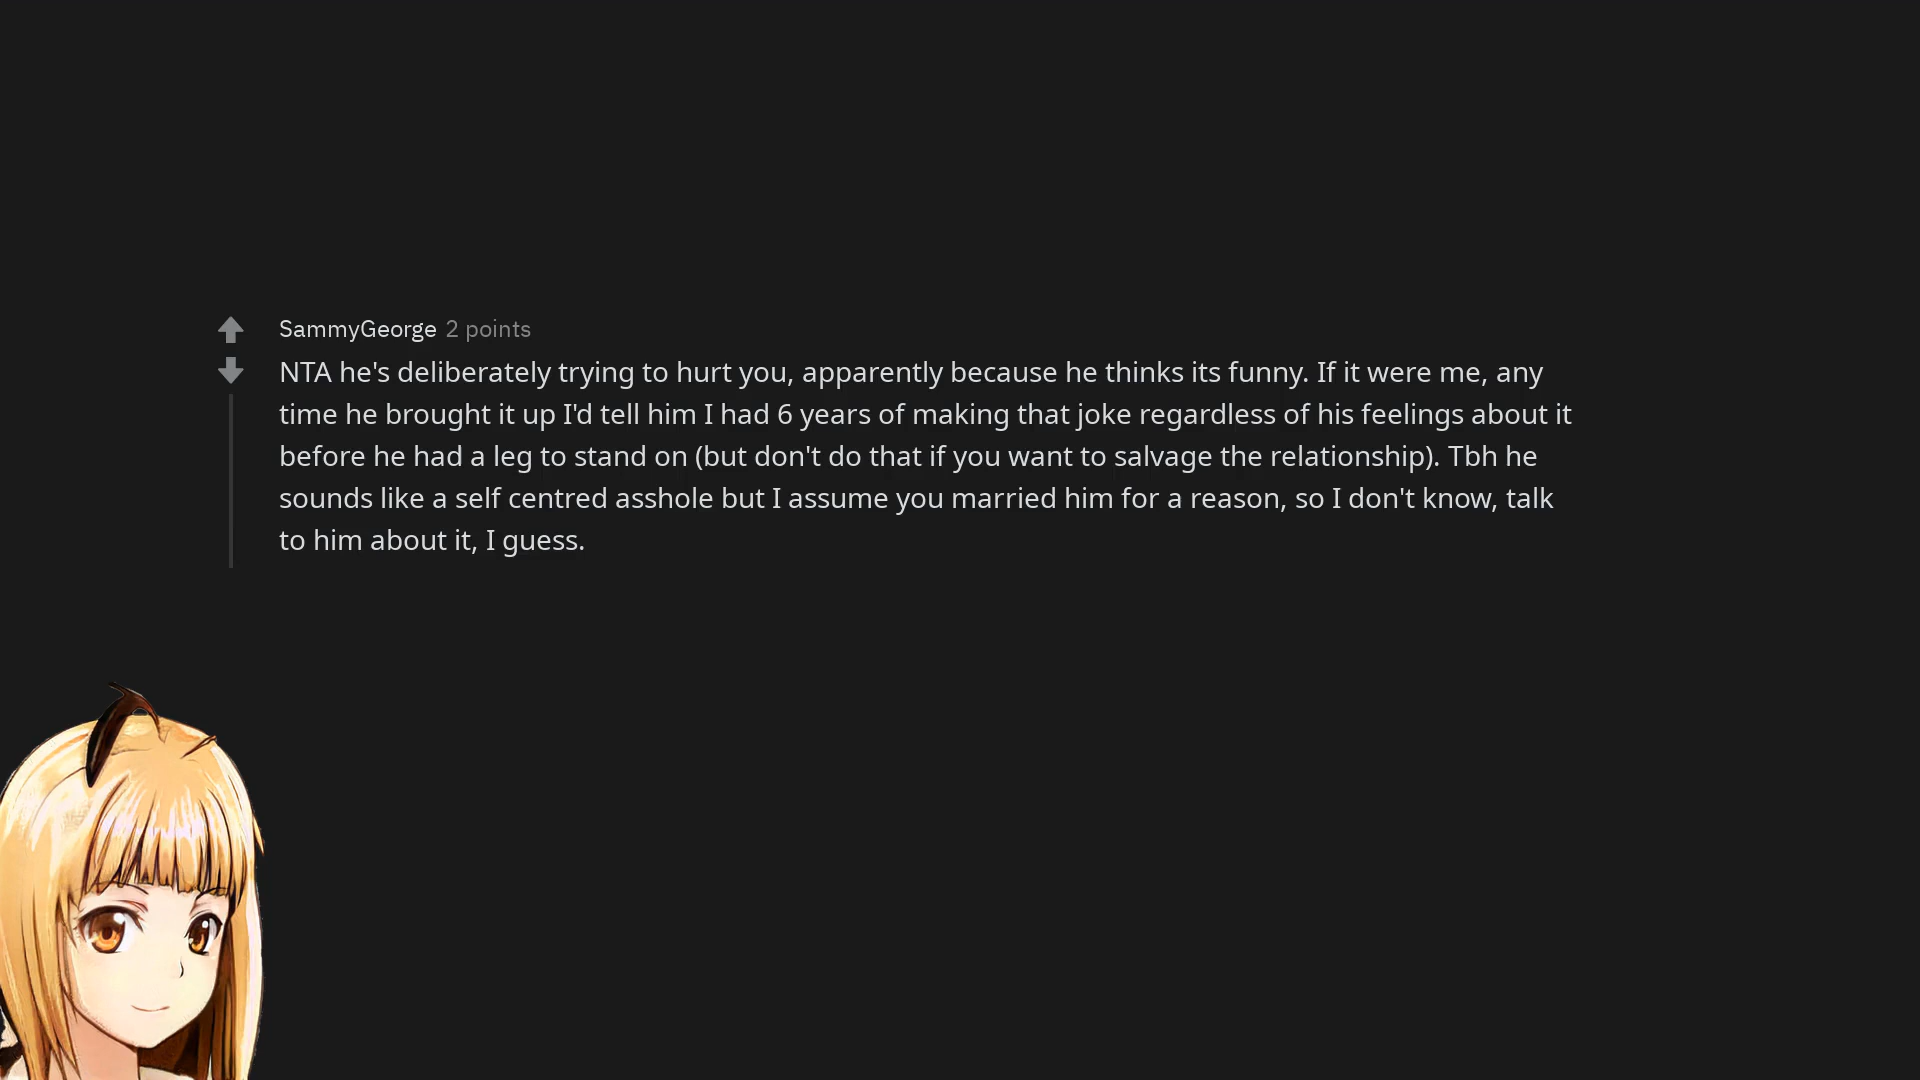 SammyGeorge 2 points
NTA he's deliberately trying to hurt you, apparently because he thinks its funny. If it were me, any
time he brought it up I'd tell him I had 6 years of making that joke regardless of his feelings about it
before he had a leg to stand on (but don't do that if you want to salvage the relationship). Tbh he
sounds like a self centred asshole but I assume you married him for a reason, so I don't know, talk
to him about it, I guess.